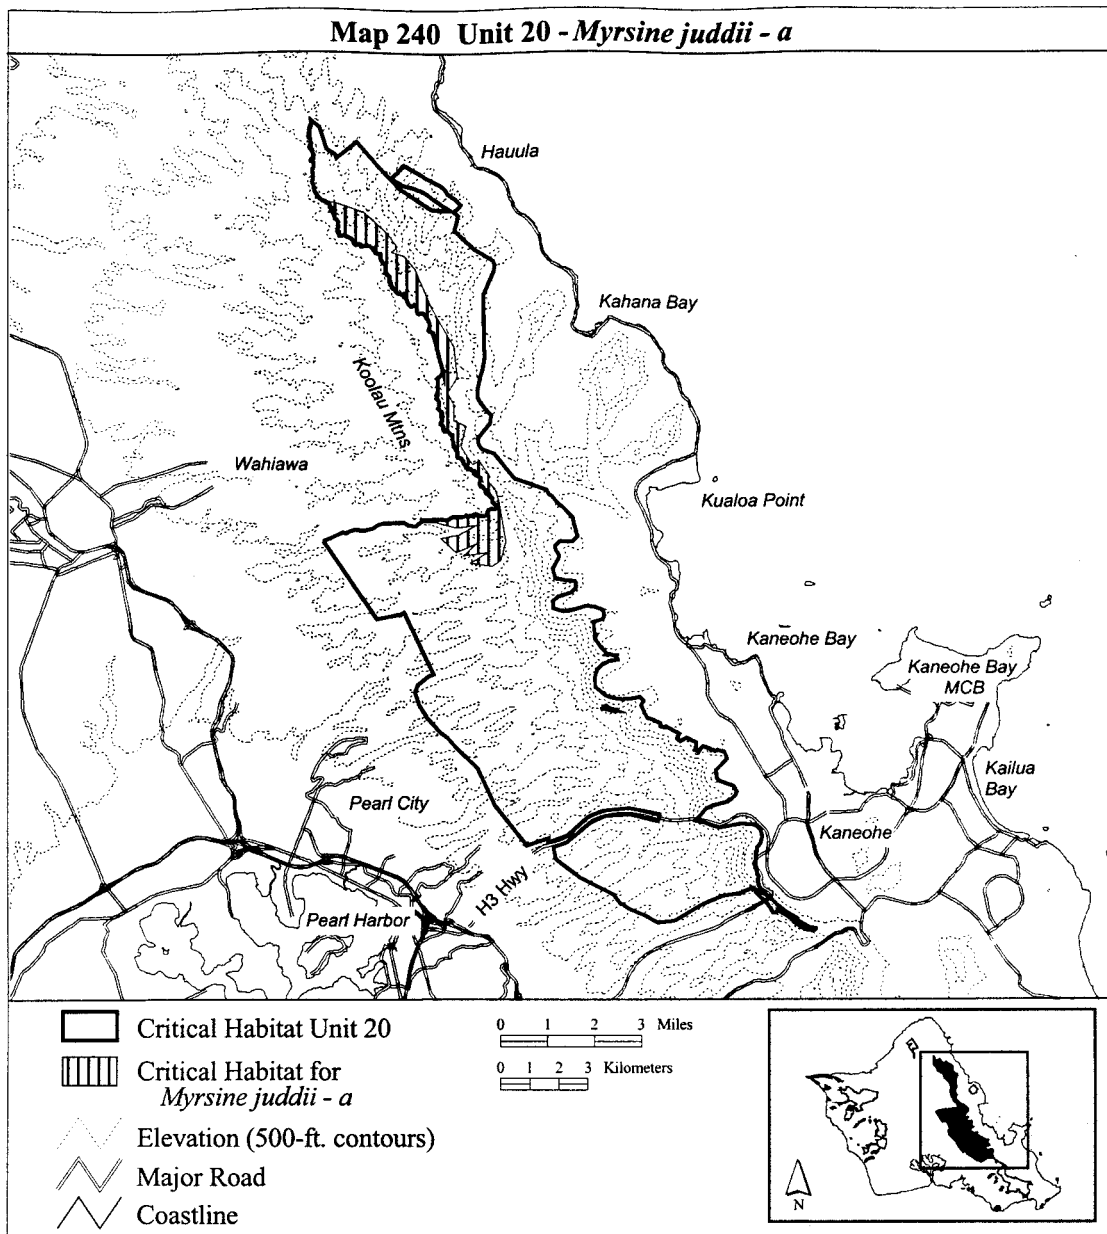 Map 240 Unit 20 - Myrsine juddii - a
Hauula
Kahana Bay
Koolau Mtns
Wahiawa
Kualoa Point
Kaneohe Bay
Kaneohe Bay
MCB
Kailua
Bay
Pearl City
Kaneohe
H3 Hwy
Pearl Harbor
Critical Habitat Unit 20
Critical Habitat for
Myrsine juddii - a
Elevation (500-ft. contours)
Major Road
Coastline
0 1 2 3 Miles
0 1 2 3 Kilometers
N